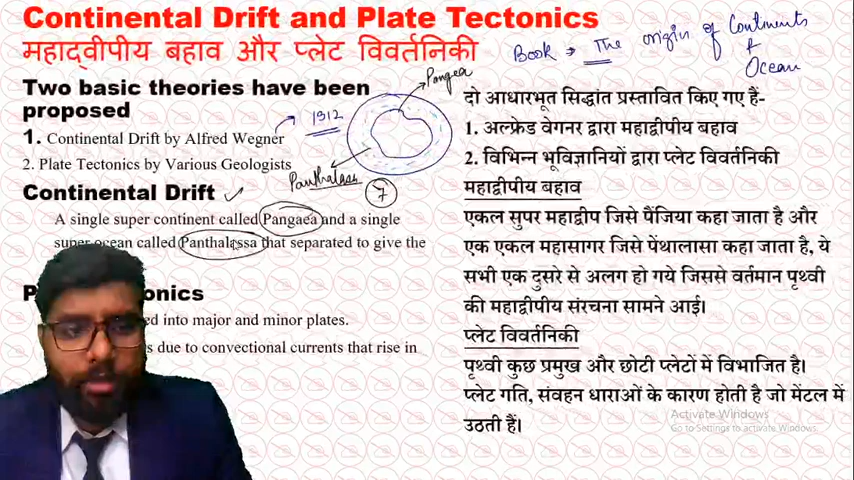 Continental Drift and Plate Tectonics
महाद्वीपीय बहाव और प्लेट विवर्तनिकी
Book → The origin of Continents
&
Ocean
Two basic theories have been
proposed
1. Continental Drift by Alfred Wegner
1912
2. Plate Tectonics by Various Geologists
Pangea
Panthalassa
7
Continental Drift
A single super continent called Pangaea and a single
super ocean called Panthalassa that separated to give the
onics
ed into major and minor plates.
s due to convectional currents that rise in
दो आधारभूत सिद्धांत प्रस्तावित किए गए हैं-
1. अल्फ्रेड वेगनर द्वारा महाद्वीपीय बहाव
2. विभिन्न भूविज्ञानियों द्वारा प्लेट विवर्तनिकी
महाद्वीपीय बहाव
एकल सुपर महाद्वीप जिसे पैंजिया कहा जाता है और
एक एकल महासागर जिसे पेंथालासा कहा जाता है, ये
सभी एक दुसरे से अलग हो गये जिससे वर्तमान पृथ्वी
की महाद्वीपीय संरचना सामने आई।
प्लेट विवर्तनिकी
पृथ्वी कुछ प्रमुख और छोटी प्लेटों में विभाजित है।
प्लेट गति, संवहन धाराओं के कारण होती है जो मेंटल में
उठती हैं।
Activate Windows
Go to Settings to activate Windows.